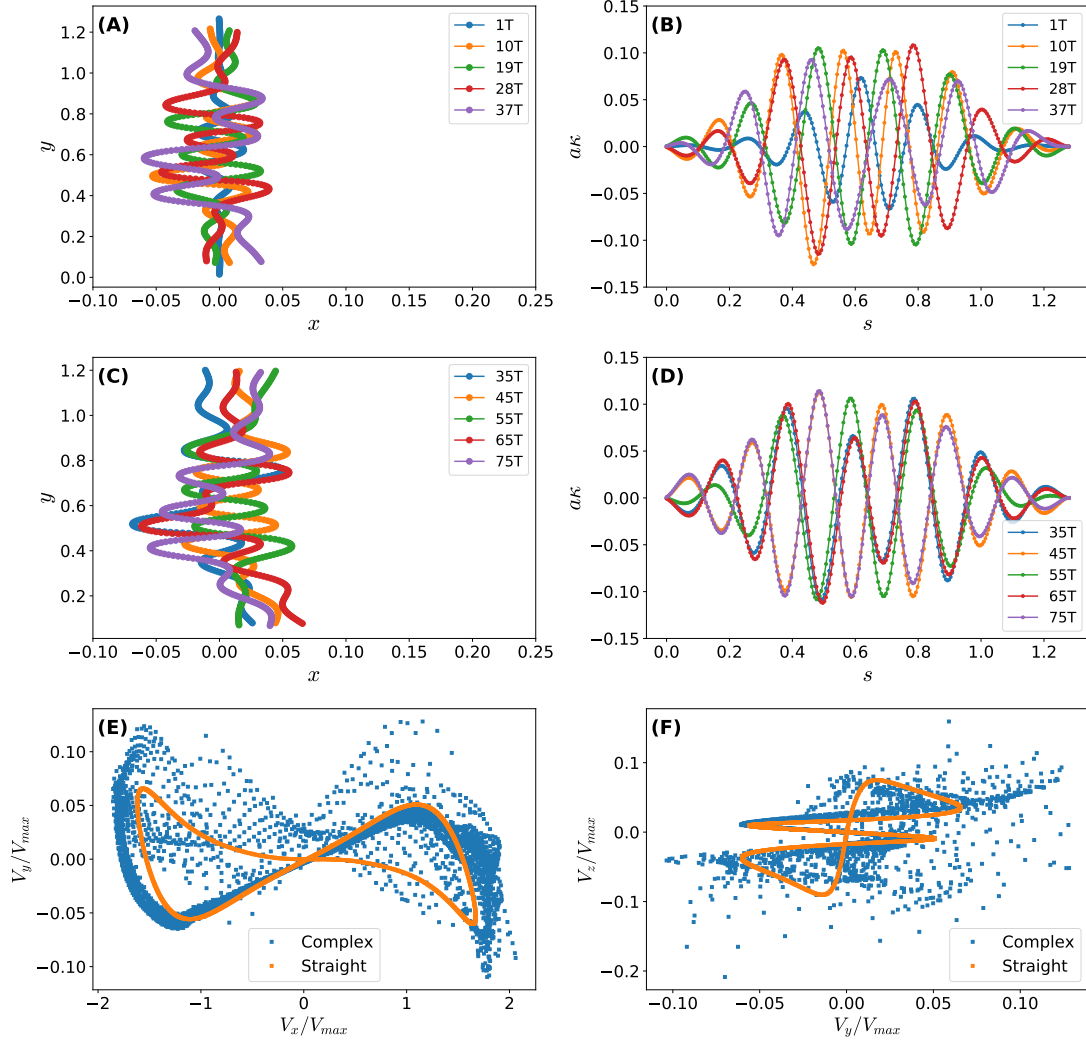 (A)
1T
10T
19T
28T
37T
y
1.2
1.0
0.8
0.6
0.4
0.2
0.0
−0.10 −0.05 0.00 0.05 0.10 0.15 0.20 0.25
x
(B)
1T
10T
19T
28T
37T
aκ
0.15
0.10
0.05
0.00
−0.05
−0.10
−0.15
0.0 0.2 0.4 0.6 0.8 1.0 1.2
s
(C)
35T
45T
55T
65T
75T
y
1.2
1.0
0.8
0.6
0.4
0.2
−0.10 −0.05 0.00 0.05 0.10 0.15 0.20 0.25
x
(D)
35T
45T
55T
65T
75T
aκ
0.15
0.10
0.05
0.00
−0.05
−0.10
−0.15
0.0 0.2 0.4 0.6 0.8 1.0 1.2
s
(E)
Complex
Straight
V_y/V_max
0.10
0.05
0.00
−0.05
−0.10
−2 −1 0 1 2
V_x/V_max
(F)
Complex
Straight
V_z/V_max
0.1
0.0
−0.1
−0.2
−0.10 −0.05 0.00 0.05 0.10
V_y/V_max